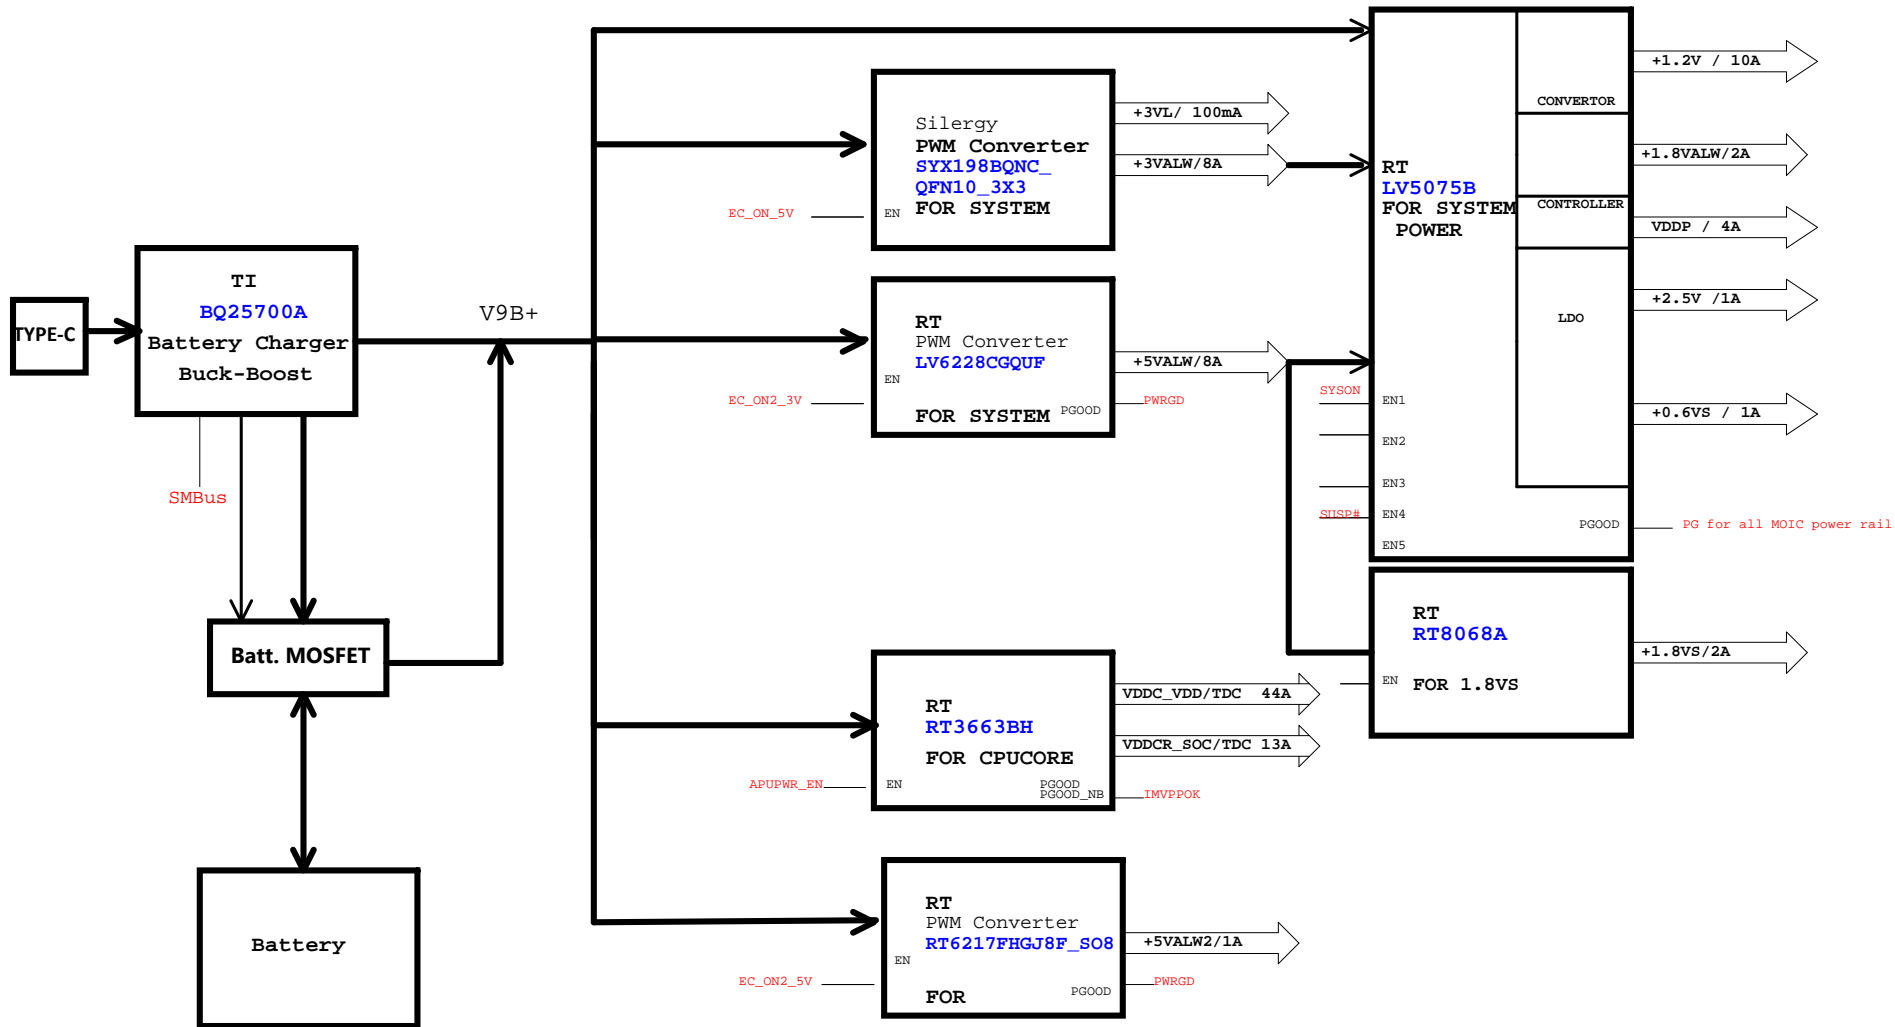 TYPE-C
TI
BQ25700A
Battery Charger
Buck-Boost
SMBus
V9B+
Batt. MOSFET
Battery
Silergy
PWM Converter
SYX198BQNC_
QFN10_3X3
FOR SYSTEM
EN
EC_ON_5V
+3VL/ 100mA
+3VALW/8A
RT
PWM Converter
LV6228CGQUF
EN
FOR SYSTEM
PGOOD
EC_ON2_3V
+5VALW/8A
PWRGD
RT
RT3663BH
FOR CPUCORE
EN
PGOOD
PGOOD_NB
APUPWR_EN
VDDC_VDD/TDC 44A
VDDCR_SOC/TDC 13A
IMVPPOK
RT
PWM Converter
RT6217FHGJ8F_SO8
EN
FOR
PGOOD
EC_ON2_5V
+5VALW2/1A
PWRGD
RT
LV5075B
FOR SYSTEM
POWER
CONVERTOR
CONTROLLER
LDO
SYSON
EN1
EN2
EN3
SUSP#
EN4
EN5
PGOOD
PG for all MOIC power rail
+1.2V / 10A
+1.8VALW/2A
VDDP / 4A
+2.5V /1A
+0.6VS / 1A
RT
RT8068A
EN
FOR 1.8VS
+1.8VS/2A